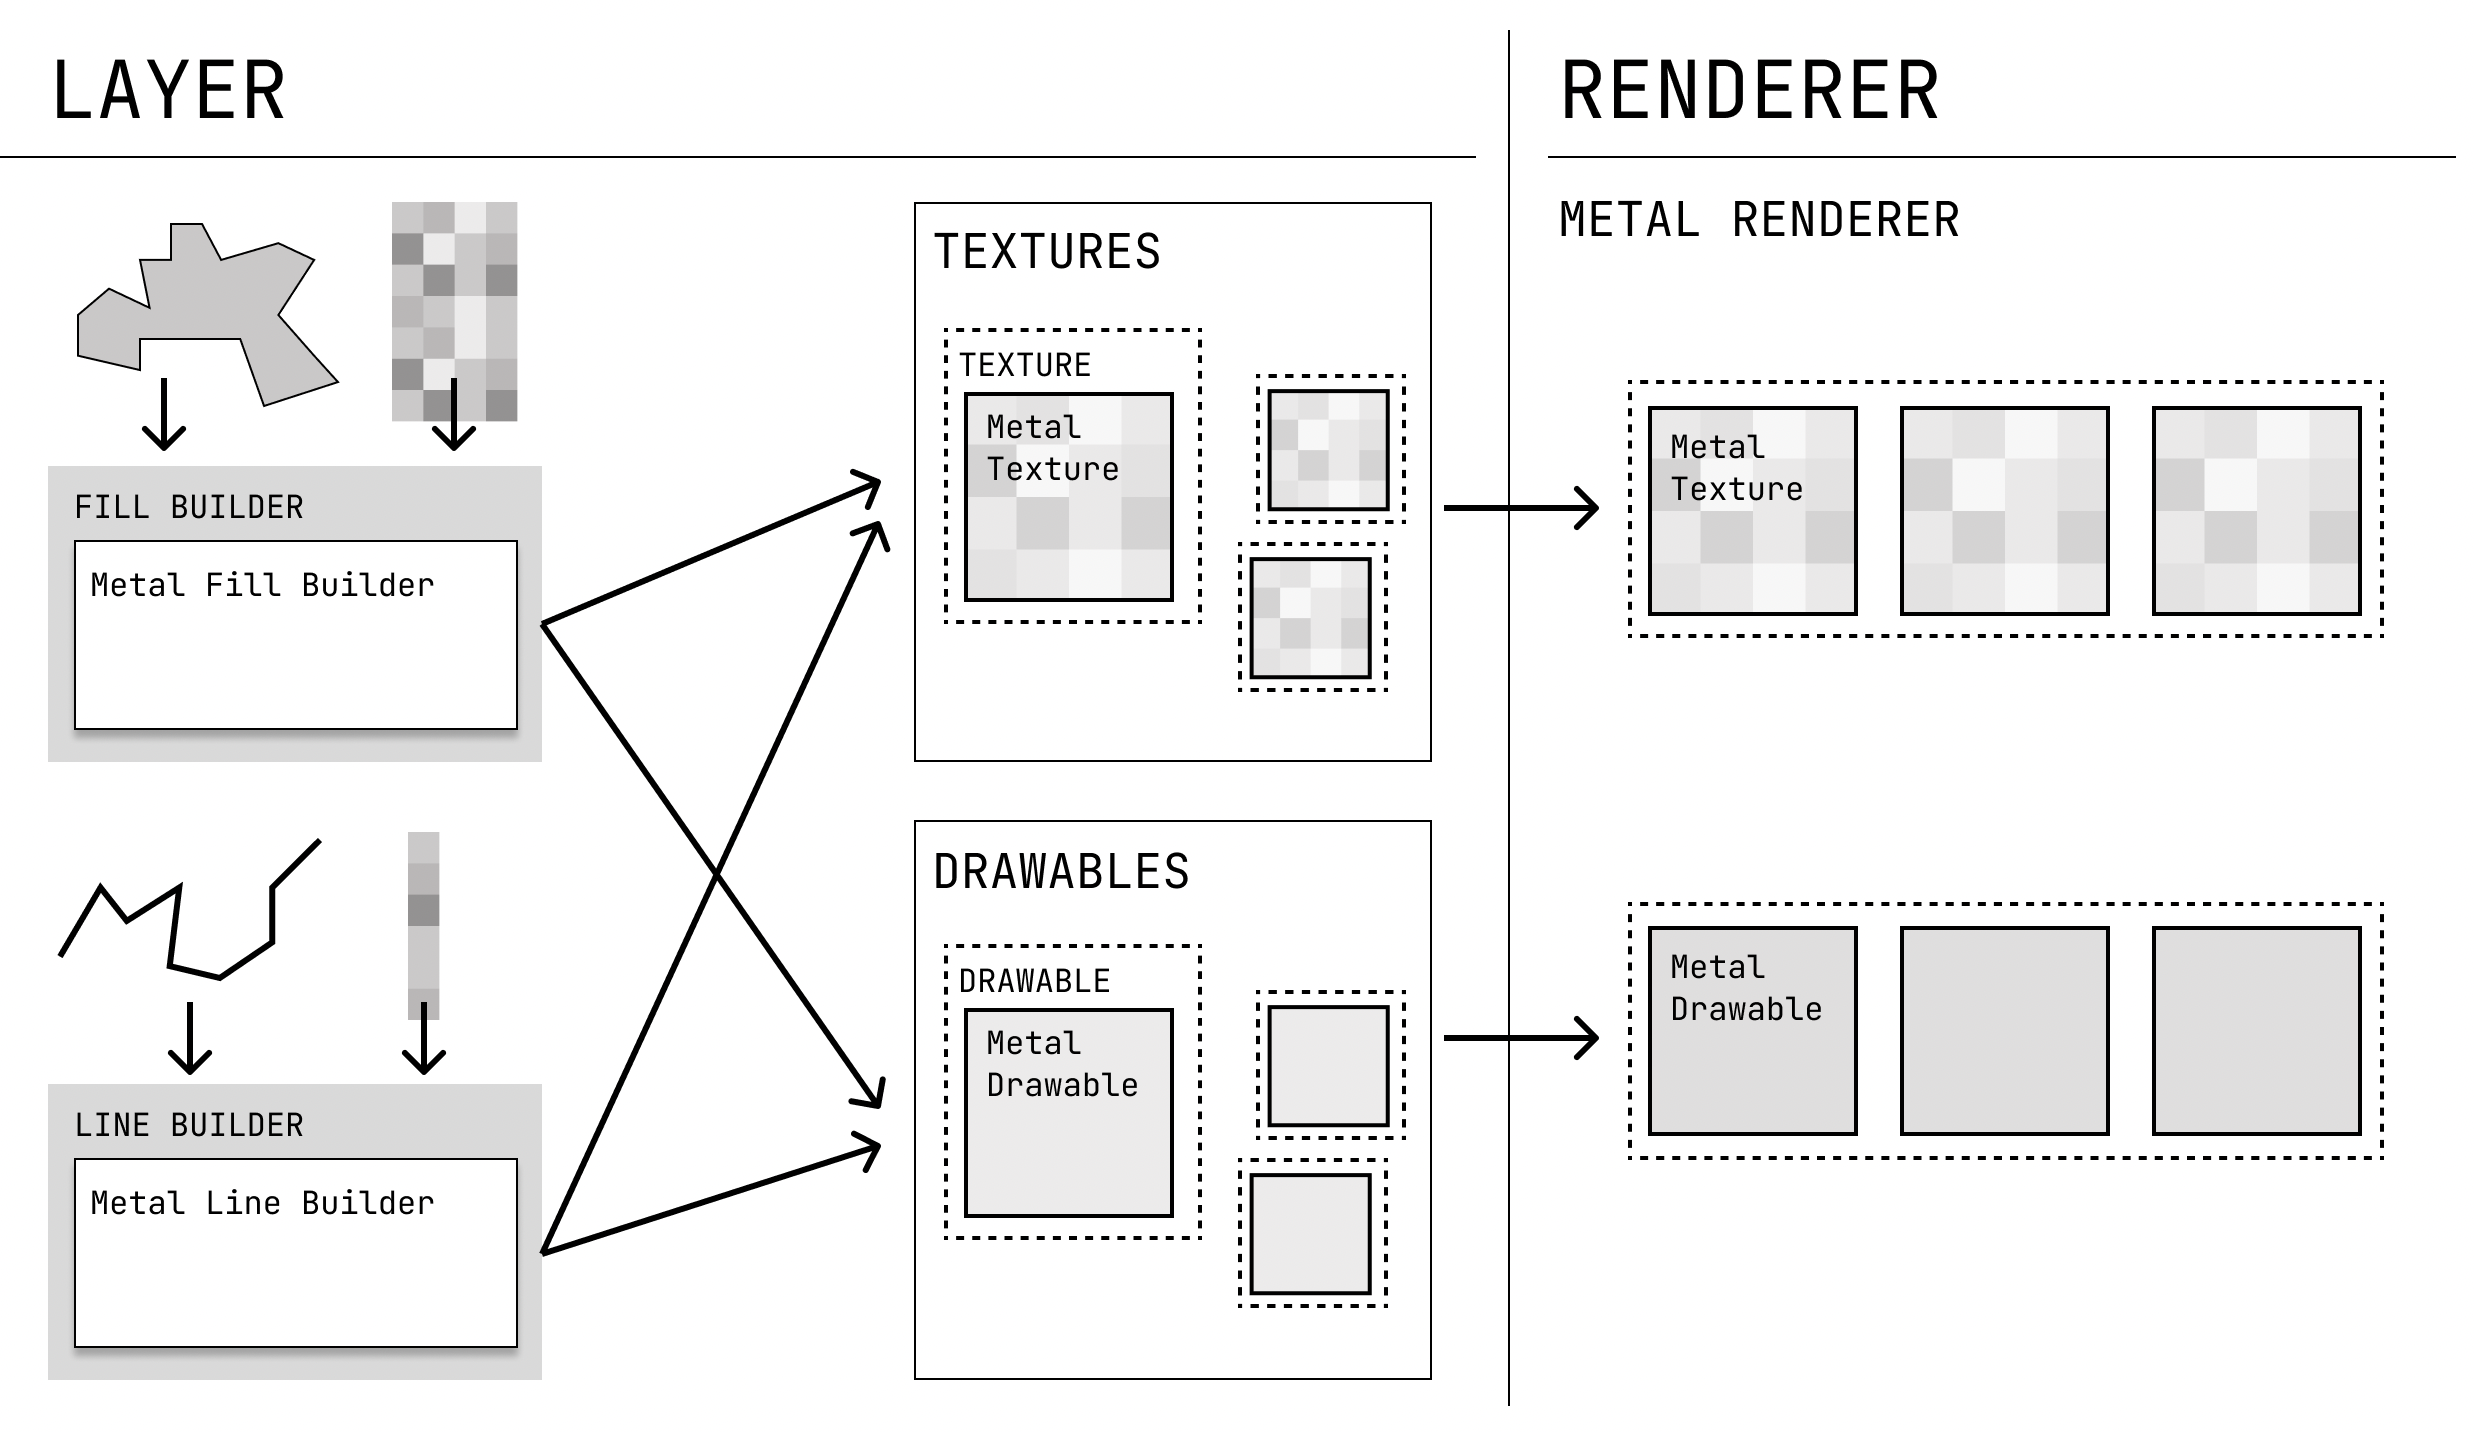 LAYER
RENDERER
METAL RENDERER
TEXTURES
TEXTURE
Metal
Texture
Metal
Texture
FILL BUILDER
Metal Fill Builder
DRAWABLES
DRAWABLE
Metal
Drawable
Metal
Drawable
LINE BUILDER
Metal Line Builder